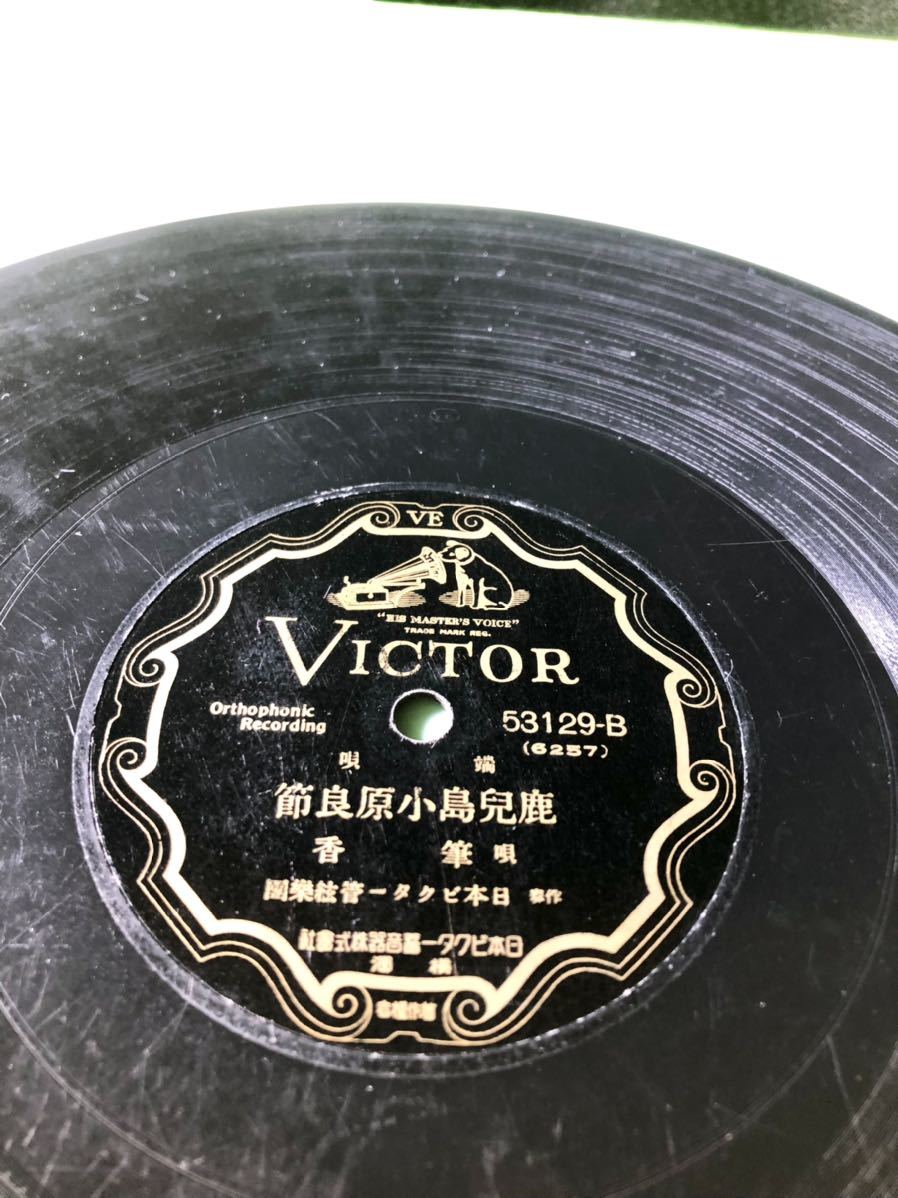 VE
"HIS MASTER'S VOICE"
TRADE MARK REG.
VICTOR
Orthophonic Recording
53129-B
(6257)
端唄
鹿兒島小原良節
唄 筆香
伴奏 日本ビクター管絃樂團
日本ビクター蓄音器株式會社
横濱